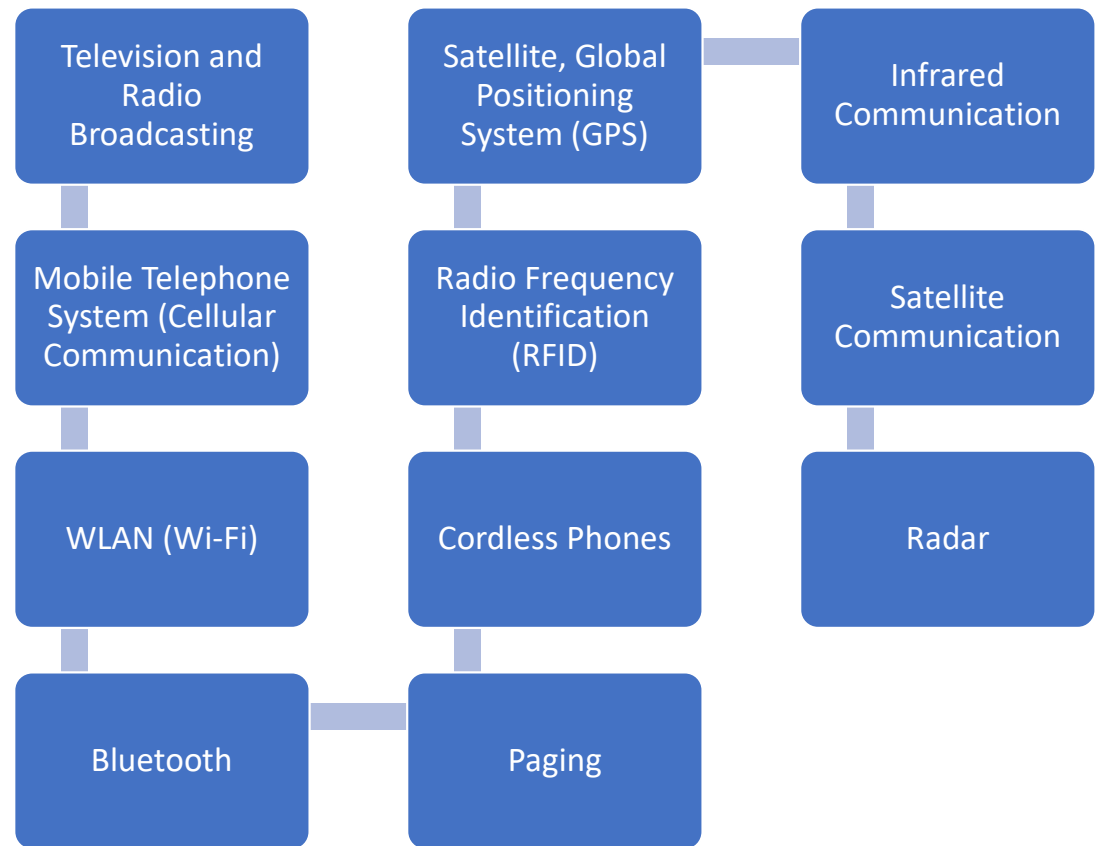 Television and
Radio
Broadcasting
Mobile Telephone
System (Cellular
Communication)
WLAN (Wi-Fi)
Bluetooth
Paging
Cordless Phones
Radio Frequency
Identification
(RFID)
Satellite, Global
Positioning
System (GPS)
Infrared
Communication
Satellite
Communication
Radar